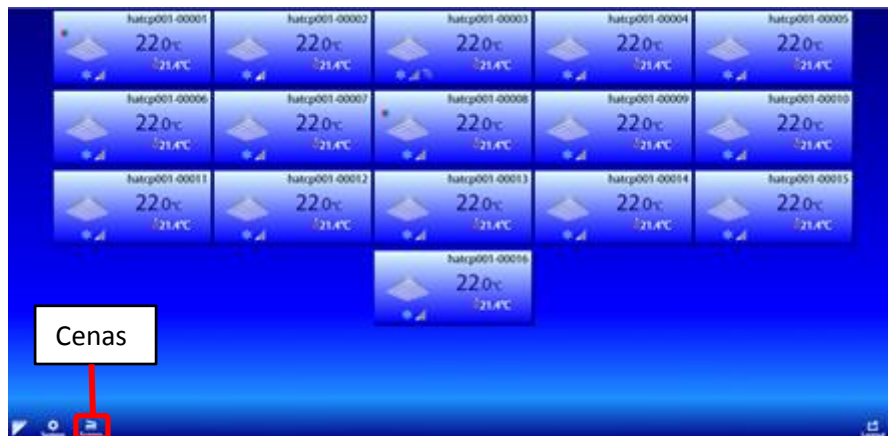 hatcp001-00001 hatcp001-00002 hatcp001-00003 hatcp001-00004 hatcp001-00005
22.0℃ 22.0℃ 22.0℃ 22.0℃ 22.0℃
21.4℃ 21.4℃ 21.4℃ 21.4℃ 21.4℃
hatcp001-00006 hatcp001-00007 hatcp001-00008 hatcp001-00009 hatcp001-00010
22.0℃ 22.0℃ 22.0℃ 22.0℃ 22.0℃
21.4℃ 21.4℃ 21.4℃ 21.4℃ 21.4℃
hatcp001-00011 hatcp001-00012 hatcp001-00013 hatcp001-00014 hatcp001-00015
22.0℃ 22.0℃ 22.0℃ 22.0℃ 22.0℃
21.4℃ 21.4℃ 21.4℃ 21.4℃ 21.4℃
hatcp001-00016
22.0℃
21.4℃
Cenas